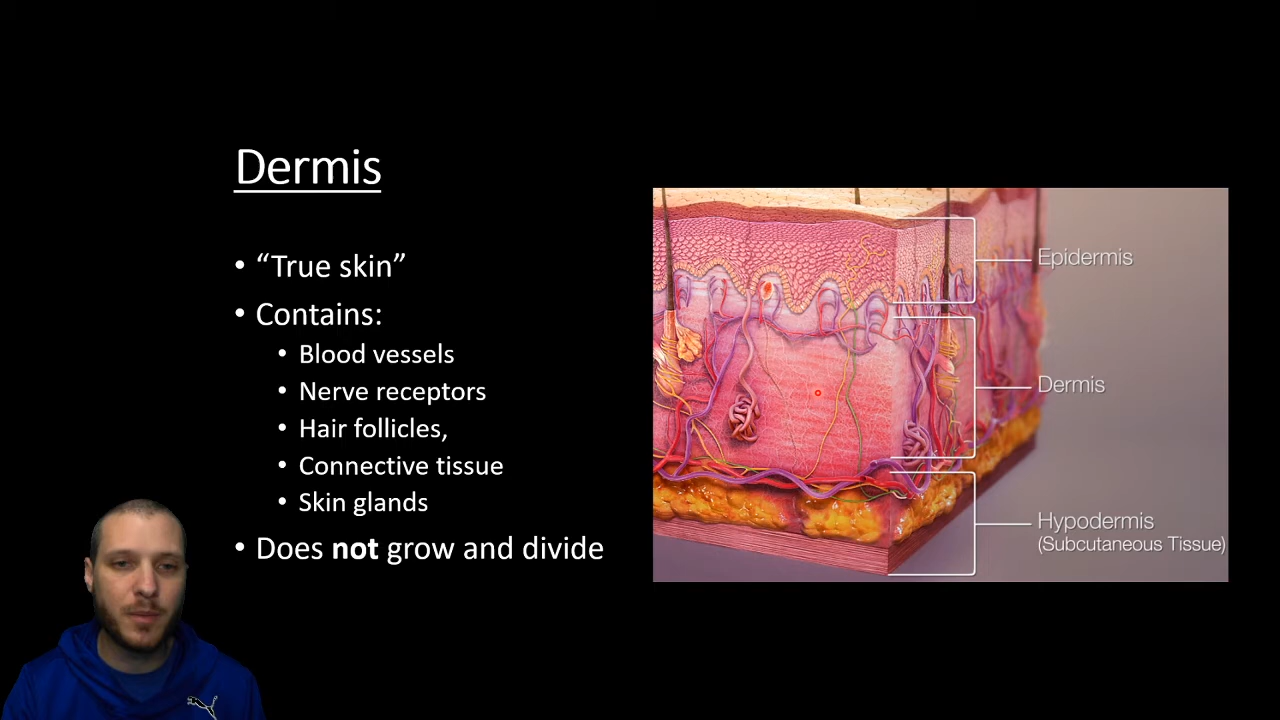 Dermis
• “True skin”
• Contains:
• Blood vessels
• Nerve receptors
• Hair follicles,
• Connective tissue
• Skin glands
• Does not grow and divide
Epidermis
Dermis
Hypodermis
(Subcutaneous Tissue)